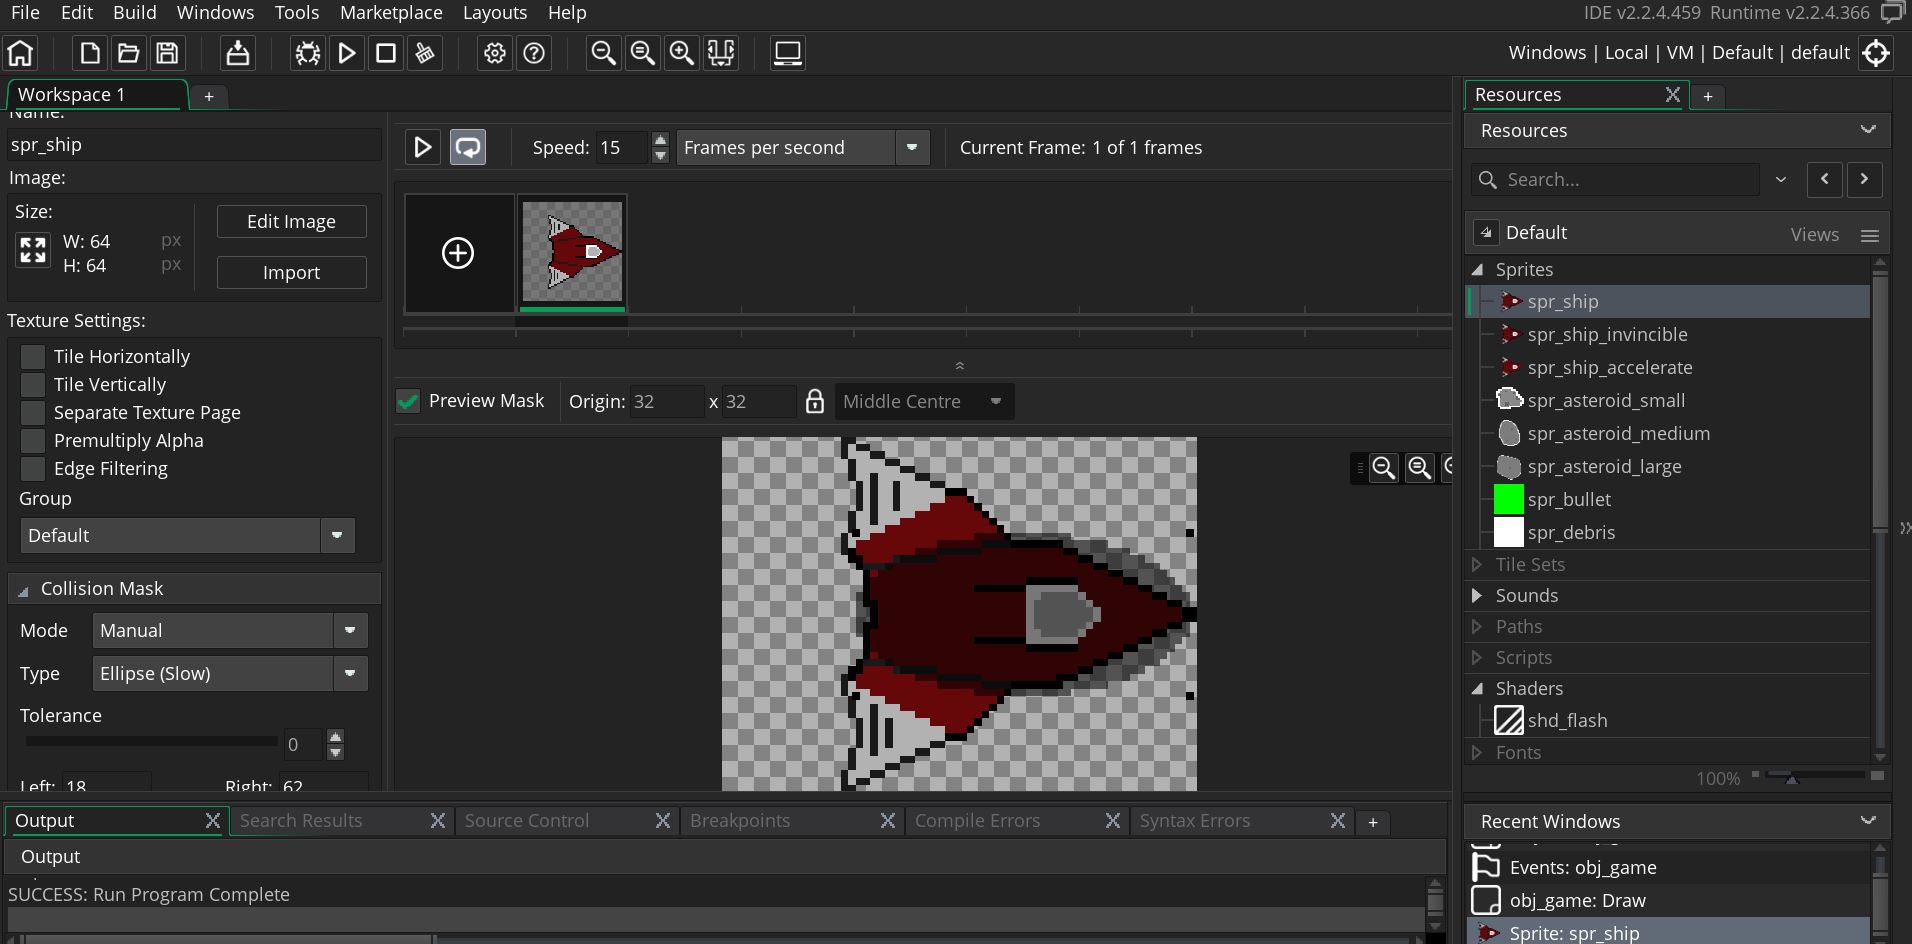 File Edit Build Windows Tools Marketplace Layouts Help
IDE v2.2.4.459 Runtime v2.2.4.366
Windows | Local | VM | Default | default
Workspace 1
+
Name:
spr_ship
Image:
Size:
W: 64 px
H: 64 px
Edit Image
Import
Texture Settings:
Tile Horizontally
Tile Vertically
Separate Texture Page
Premultiply Alpha
Edge Filtering
Group
Default
Collision Mask
Mode Manual
Type Ellipse (Slow)
Tolerance
0
Left: 18 Right: 62
Speed: 15 Frames per second Current Frame: 1 of 1 frames
Preview Mask Origin: 32 x 32 Middle Centre
Output Search Results Source Control Breakpoints Compile Errors Syntax Errors +
Output
SUCCESS: Run Program Complete
Resources +
Resources
Search...
Default Views
Sprites
spr_ship
spr_ship_invincible
spr_ship_accelerate
spr_asteroid_small
spr_asteroid_medium
spr_asteroid_large
spr_bullet
spr_debris
Tile Sets
Sounds
Paths
Scripts
Shaders
shd_flash
Fonts
100%
Recent Windows
Events: obj_game
obj_game: Draw
Sprite: spr_ship